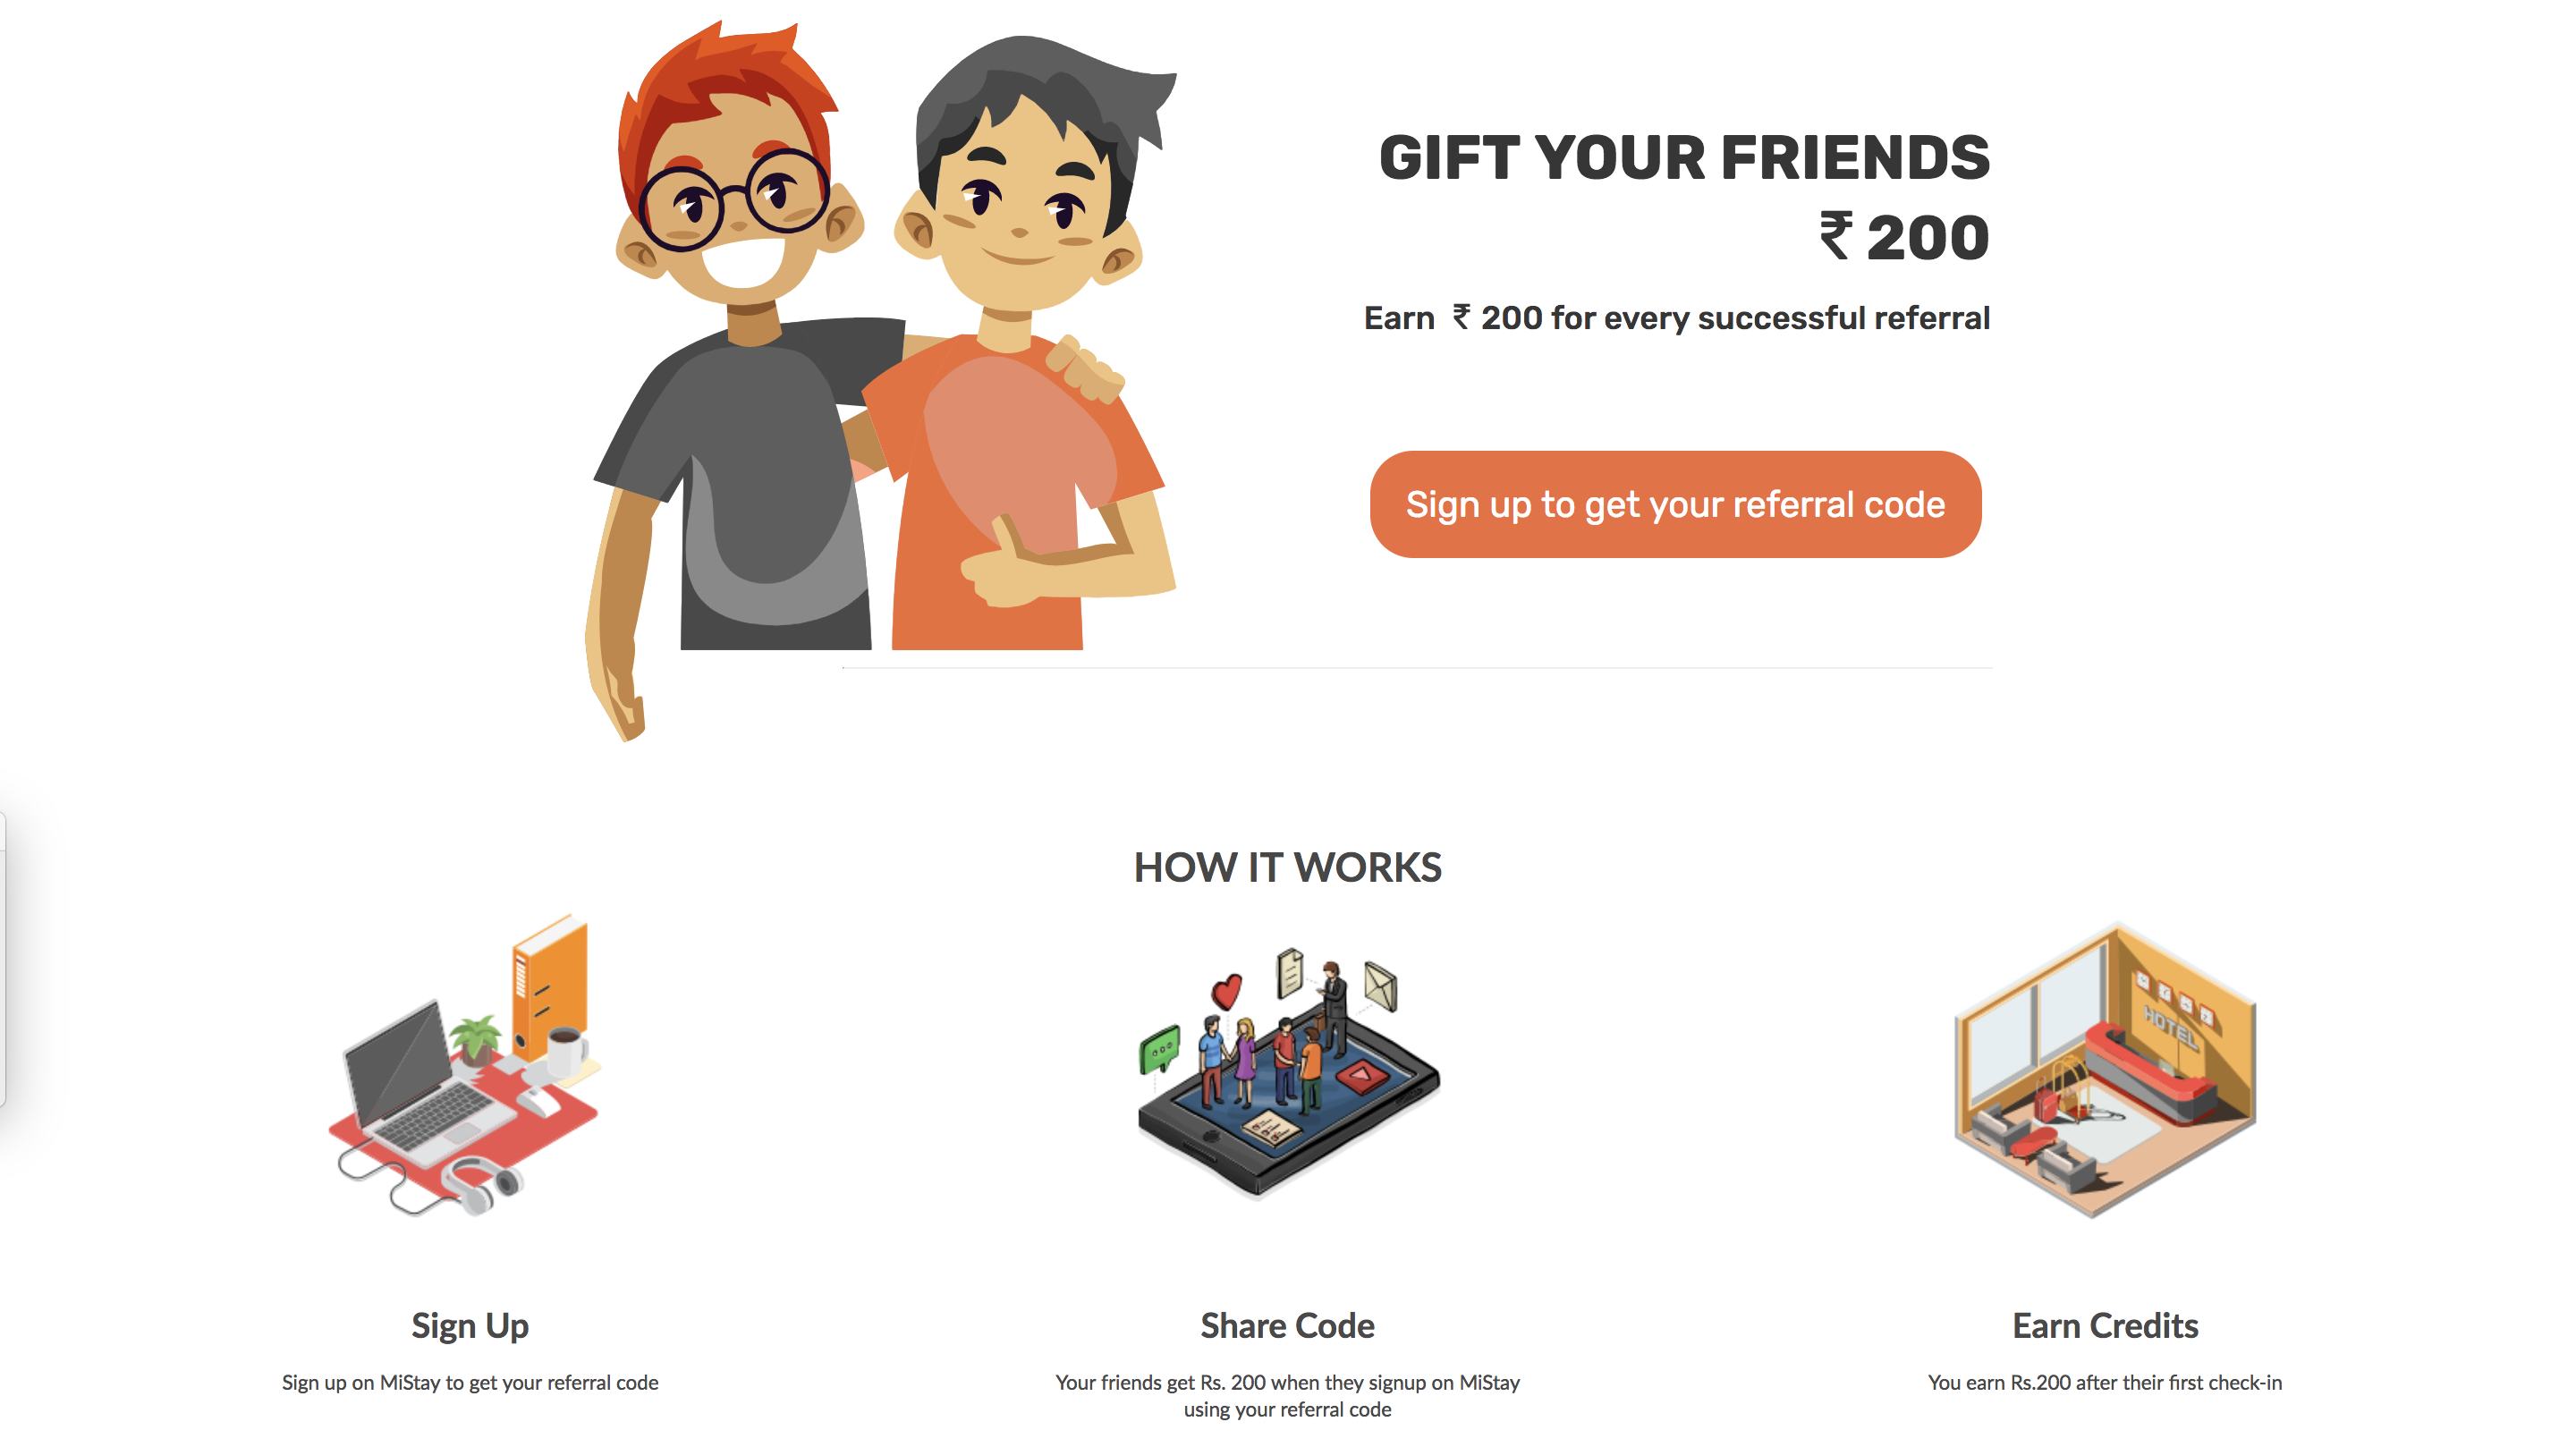 GIFT YOUR FRIENDS
₹ 200
Earn ₹ 200 for every successful referral
Sign up to get your referral code
HOW IT WORKS
HOTEL
Sign Up
Share Code
Earn Credits
Sign up on MiStay to get your referral code
Your friends get Rs. 200 when they signup on MiStay
using your referral code
You earn Rs.200 after their first check-in